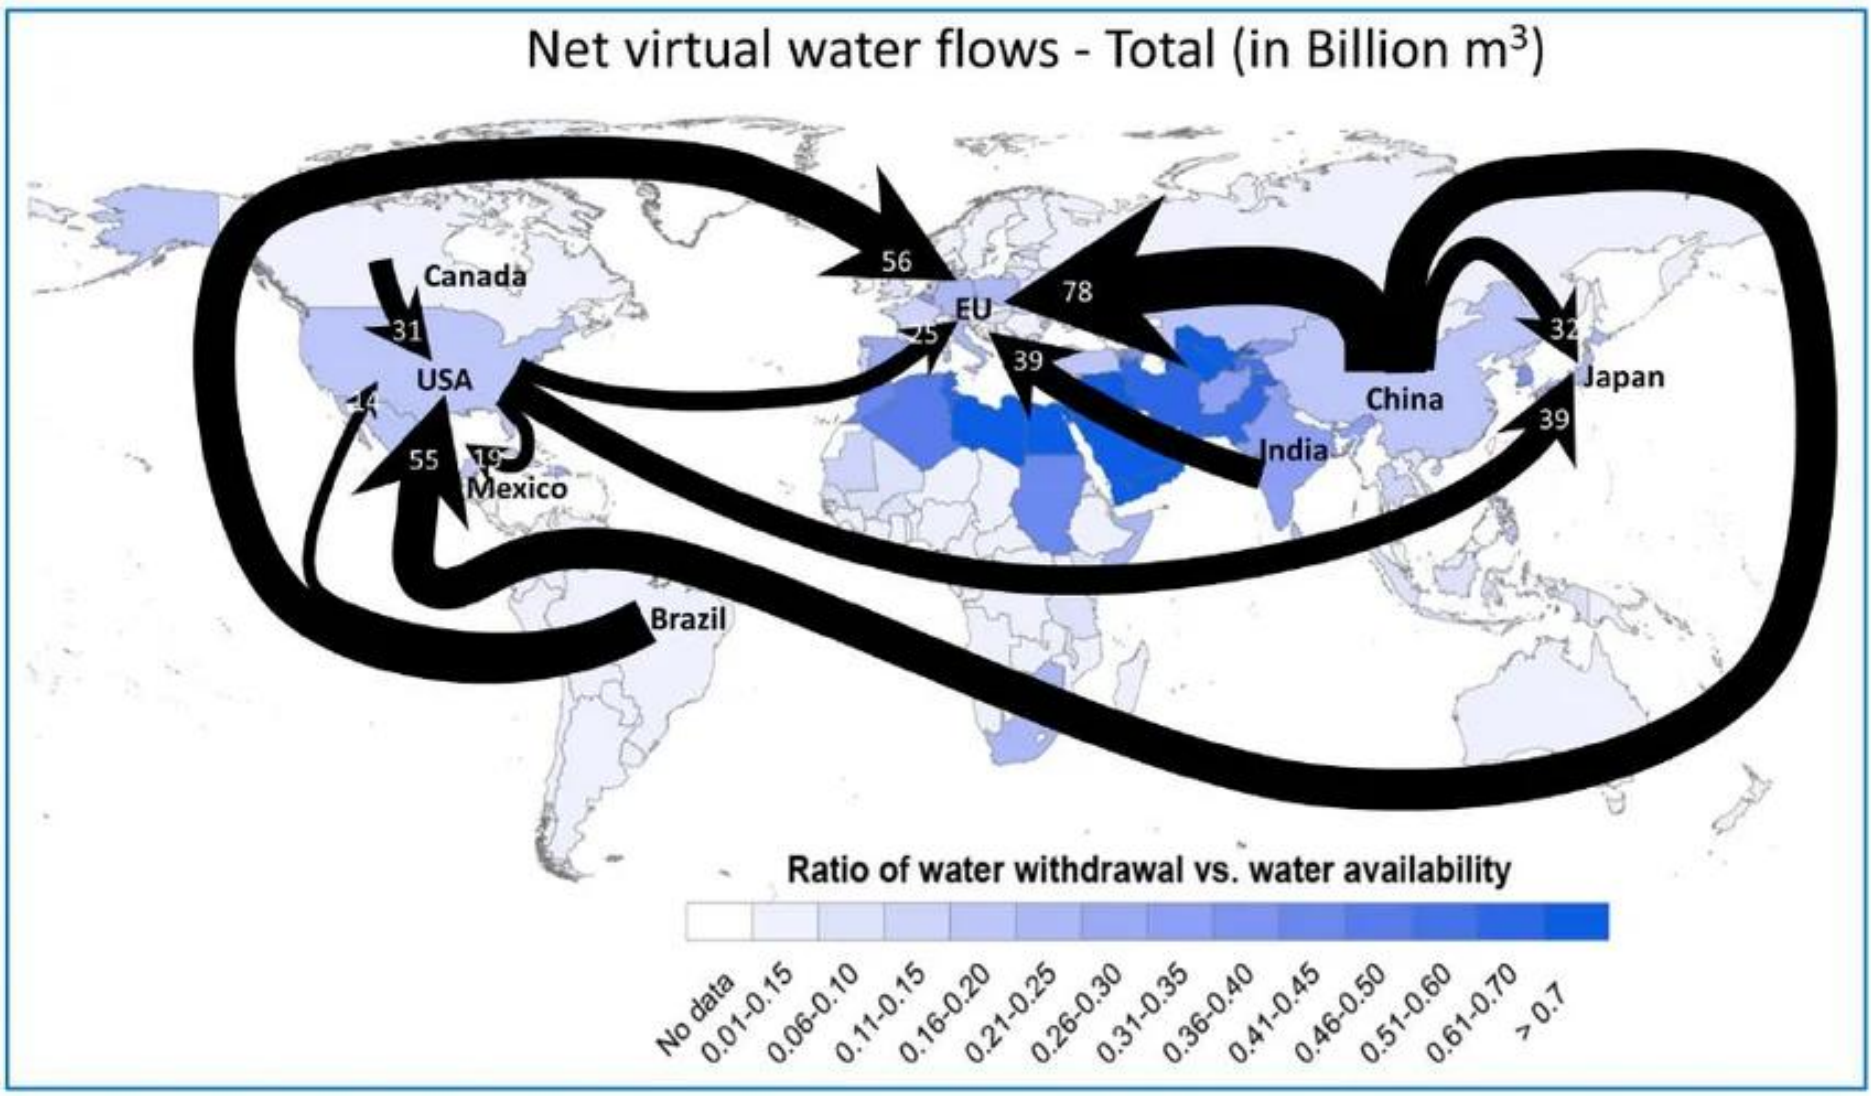 Net virtual water flows - Total (in Billion m³)
56
Canada
78
EU
31
25
32
USA
39
Japan
China
14
39
India
55
19
Mexico
Brazil
Ratio of water withdrawal vs. water availability
No data
0.01-0.15
0.06-0.10
0.11-0.15
0.16-0.20
0.21-0.25
0.26-0.30
0.31-0.35
0.36-0.40
0.41-0.45
0.46-0.50
0.51-0.60
0.61-0.70
> 0.7